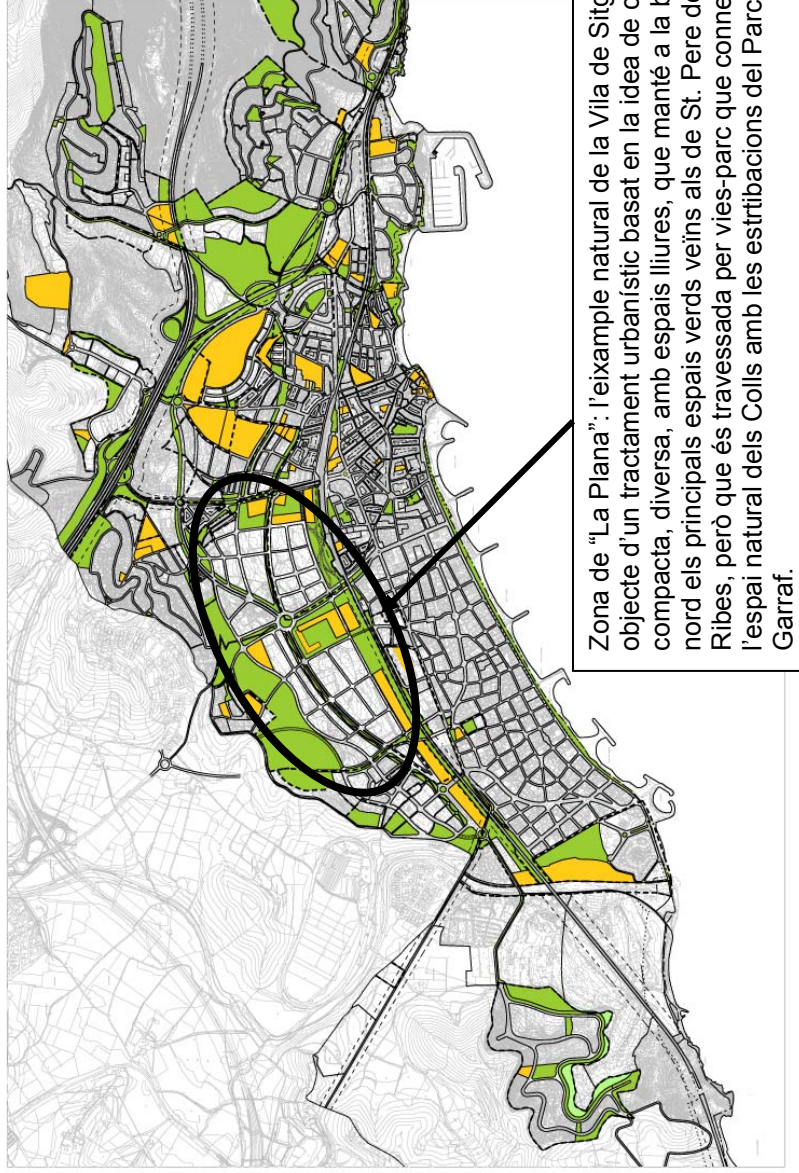 Zona de “La Plana”: l’eixample natural de la Vila de
objecte d’un tractament urbanístic basat en la idea de
compacta, diversa, amb espais lliures, que manté a la
nord els principals espais verds veïns als de St. Pere
Ribes, però que és travessada per vies-parc que
l’espai natural dels Colls amb les estrtibacions del Parc
Garraf.